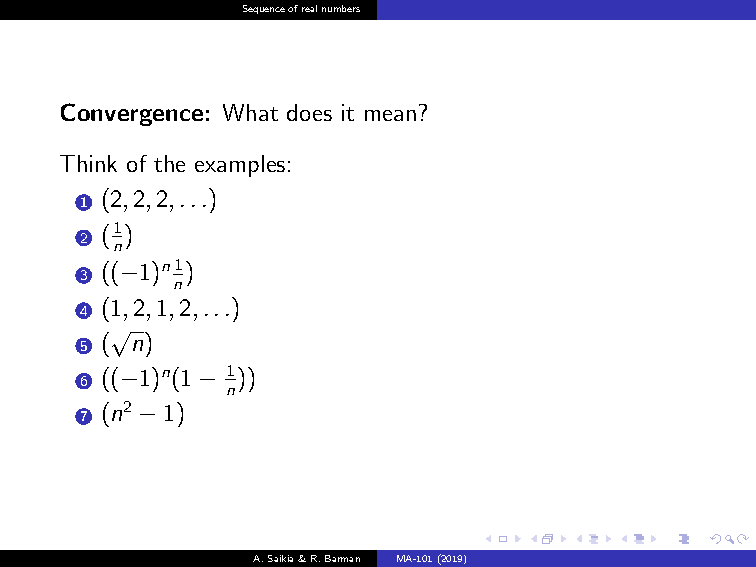 Sequence of real numbers
Convergence: What does it mean?
Think of the examples:
1 (2, 2, 2, . . .)
2 (1/n)
3 ((−1)ⁿ 1/n)
4 (1, 2, 1, 2, . . .)
5 (√n)
6 ((−1)ⁿ(1 − 1/n))
7 (n² − 1)
A. Saikia & R. Barman MA-101 (2019)